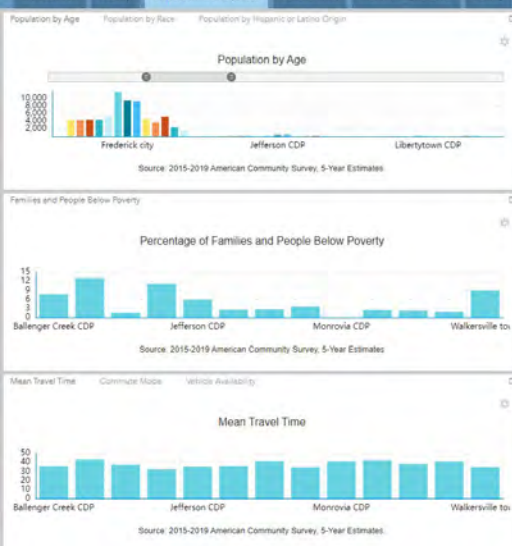 Population by Age Population by Race Population by Hispanic or Latino Origin
Population by Age
10,000
8,000
6,000
4,000
2,000
Frederick city Jefferson CDP Libertytown CDP
Source: 2015-2019 American Community Survey, 5-Year Estimates
Families and People Below Poverty
Percentage of Families and People Below Poverty
15
12
9
6
3
0
Ballenger Creek CDP Jefferson CDP Monrovia CDP Walkersville to
Source: 2015-2019 American Community Survey, 5-Year Estimates
Mean Travel Time Commute Mode Vehicle Availability
Mean Travel Time
50
40
30
20
10
0
Ballenger Creek CDP Jefferson CDP Monrovia CDP Walkersville to
Source: 2015-2019 American Community Survey, 5-Year Estimates